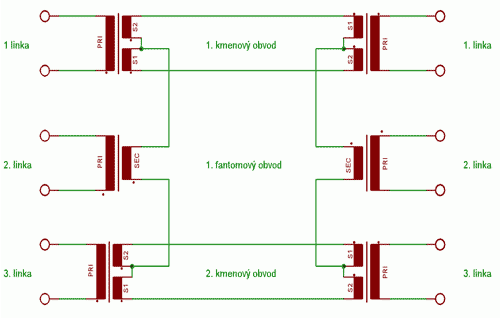 1 linka
PRI
S2
S1
1. kmenový obvod
S1
S2
PRI
1. linka
2. linka
PRI
SEC
1. fantomový obvod
SEC
PRI
2. linka
3. linka
PRI
S2
S1
2. kmenový obvod
S1
S2
PRI
3. linka